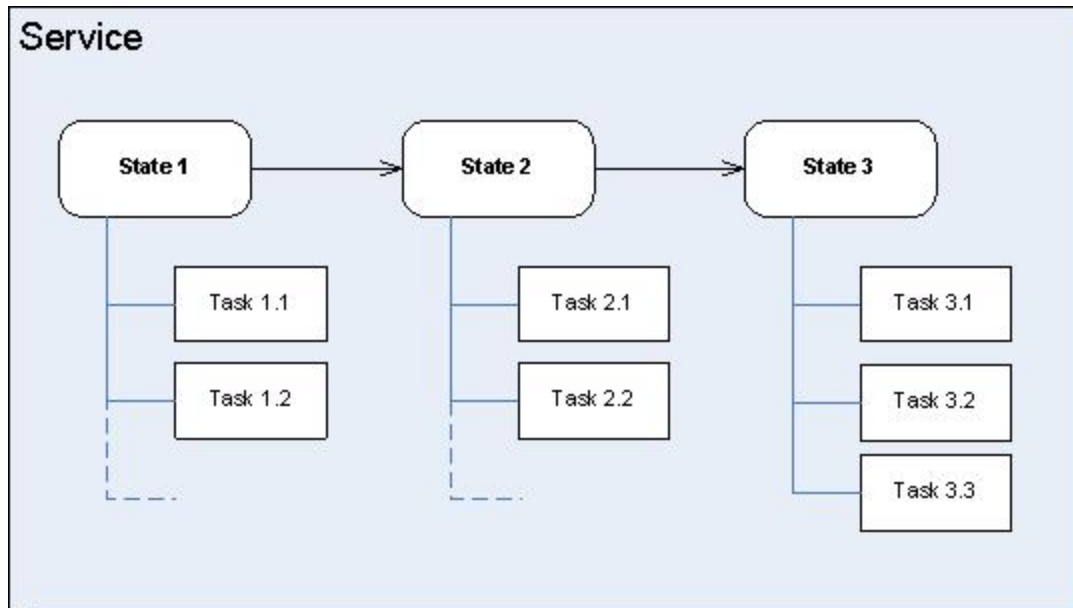 Service
State 1
State 2
State 3
Task 1.1
Task 2.1
Task 3.1
Task 1.2
Task 2.2
Task 3.2
Task 3.3